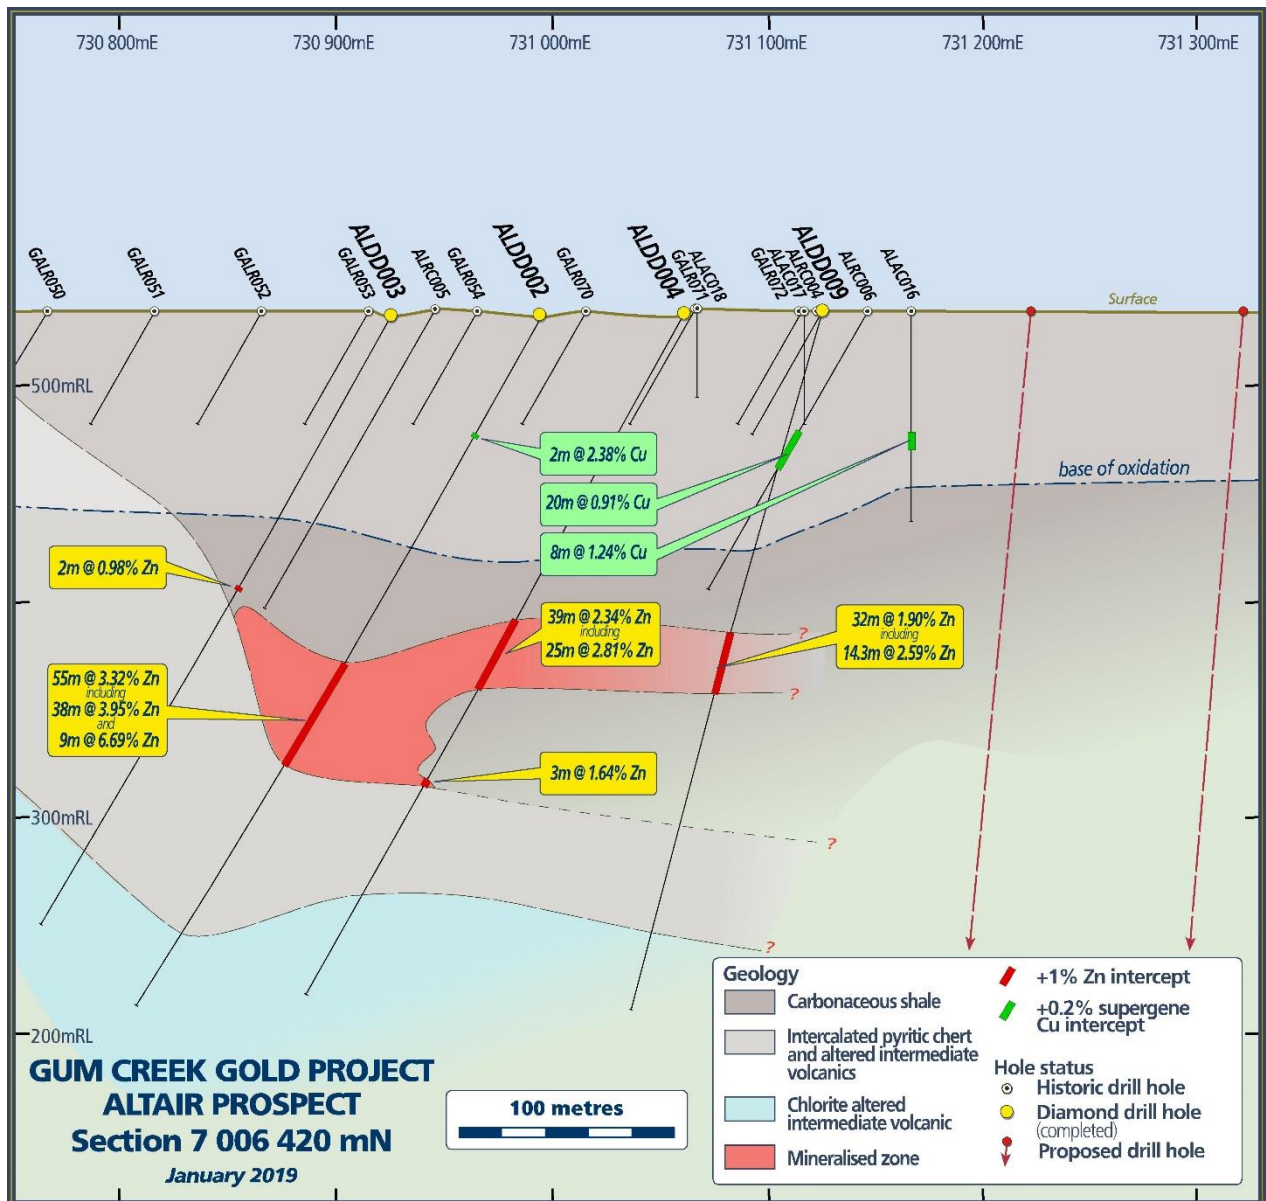 730 800mE
730 900mE
731 000mE
731 100mE
731 200mE
731 300mE
GALR050
GALR051
GALR052
GALR053
ALDD003
ALRC005
GALR054
ALDD002
GALR070
ALDD004
GALR071
ALAC018
GALR072
ALAC017
ALRC004
ALDD009
ALRC006
ALAC016
Surface
500mRL
base of oxidation
2m @ 2.38% Cu
20m @ 0.91% Cu
8m @ 1.24% Cu
2m @ 0.98% Zn
39m @ 2.34% Zn
including
25m @ 2.81% Zn
32m @ 1.90% Zn
including
14.3m @ 2.59% Zn
?
?
55m @ 3.32% Zn
including
38m @ 3.95% Zn
and
9m @ 6.69% Zn
3m @ 1.64% Zn
300mRL
?
?
200mRL
GUM CREEK GOLD PROJECT
ALTAIR PROSPECT
Section 7 006 420 mN
January 2019
100 metres
Geology
Carbonaceous shale
Intercalated pyritic chert
and altered intermediate
volcanics
Chlorite altered
intermediate volcanic
Mineralised zone
+1% Zn intercept
+0.2% supergene
Cu intercept
Hole status
Historic drill hole
Diamond drill hole
(completed)
Proposed drill hole